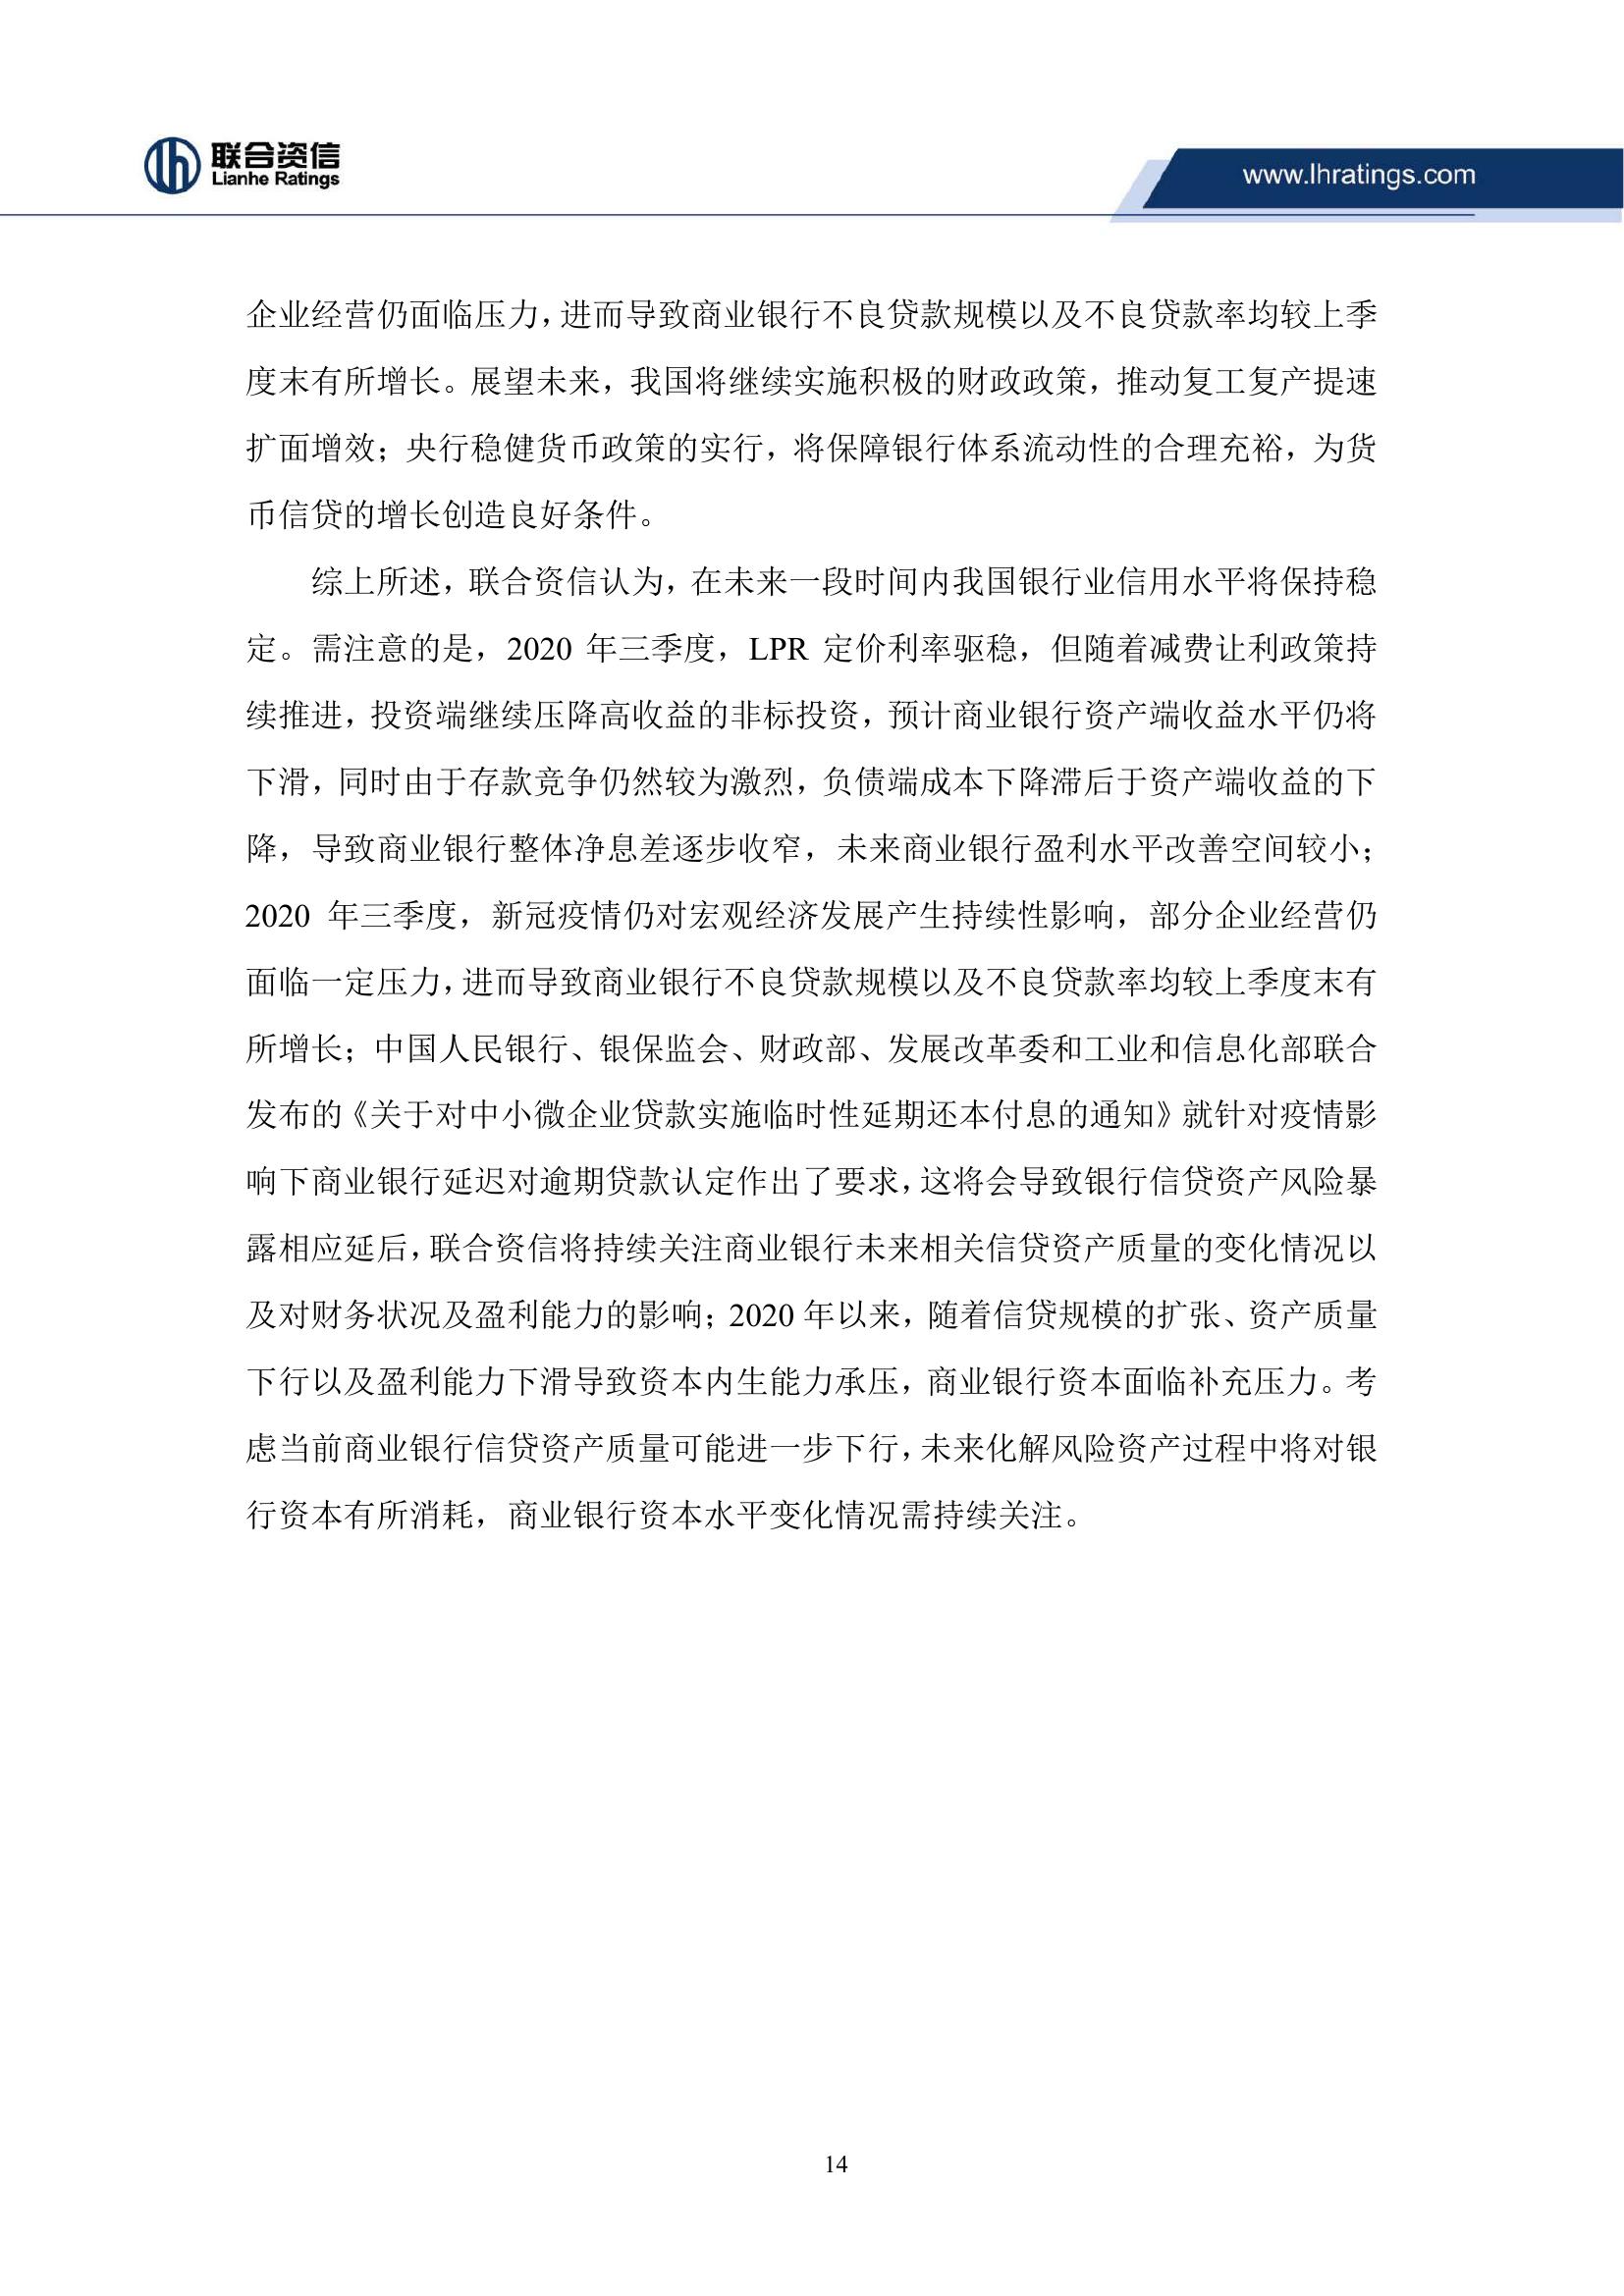 联合资信
Lianhe Ratings
www.lhratings.com
企业经营仍面临压力，进而导致商业银行不良贷款规模以及不良贷款率均较上季
度末有所增长。展望未来，我国将继续实施积极的财政政策，推动复工复产提速
扩面增效；央行稳健货币政策的实行，将保障银行体系流动性的合理充裕，为货
币信贷的增长创造良好条件。
综上所述，联合资信认为，在未来一段时间内我国银行业信用水平将保持稳
定。需注意的是，2020 年三季度，LPR 定价利率驱稳，但随着减费让利政策持
续推进，投资端继续压降高收益的非标投资，预计商业银行资产端收益水平仍将
下滑，同时由于存款竞争仍然较为激烈，负债端成本下降滞后于资产端收益的下
降，导致商业银行整体净息差逐步收窄，未来商业银行盈利水平改善空间较小；
2020 年三季度，新冠疫情仍对宏观经济发展产生持续性影响，部分企业经营仍
面临一定压力，进而导致商业银行不良贷款规模以及不良贷款率均较上季度末有
所增长；中国人民银行、银保监会、财政部、发展改革委和工业和信息化部联合
发布的《关于对中小微企业贷款实施临时性延期还本付息的通知》就针对疫情影
响下商业银行延迟对逾期贷款认定作出了要求，这将会导致银行信贷资产风险暴
露相应延后，联合资信将持续关注商业银行未来相关信贷资产质量的变化情况以
及对财务状况及盈利能力的影响；2020 年以来，随着信贷规模的扩张、资产质量
下行以及盈利能力下滑导致资本内生能力承压，商业银行资本面临补充压力。考
虑当前商业银行信贷资产质量可能进一步下行，未来化解风险资产过程中将对银
行资本有所消耗，商业银行资本水平变化情况需持续关注。
14